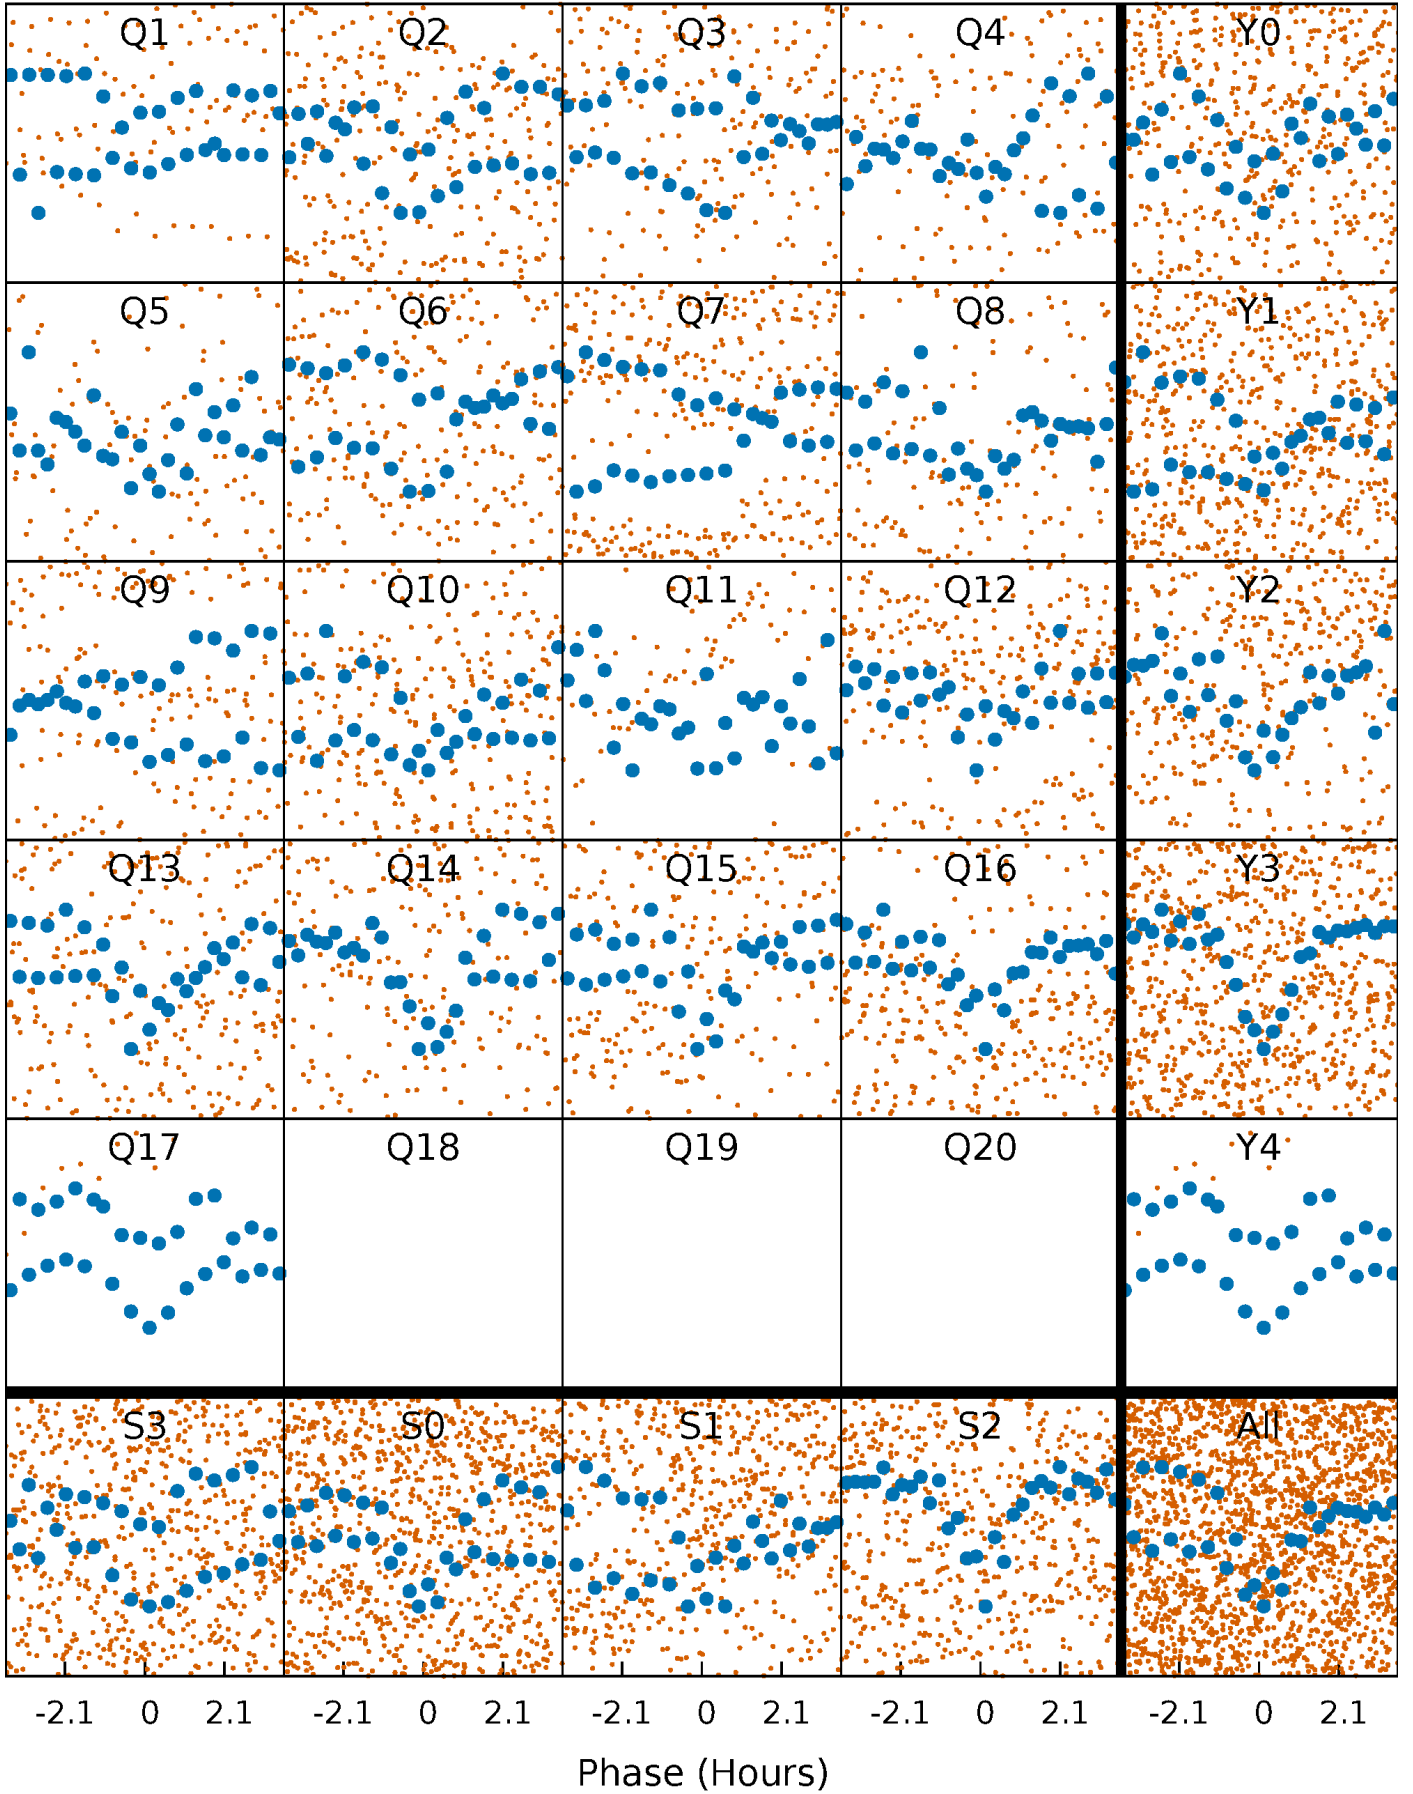 Q1 Q2 Q3 Q4 Y0
Q5 Q6 Q7 Q8 Y1
Q9 Q10 Q11 Q12 Y2
Q13 Q14 Q15 Q16 Y3
Q17 Q18 Q19 Q20 Y4
S3 S0 S1 S2 All
-2.1 0 2.1 -2.1 0 2.1 -2.1 0 2.1 -2.1 0 2.1 -2.1 0 2.1
Phase (Hours)